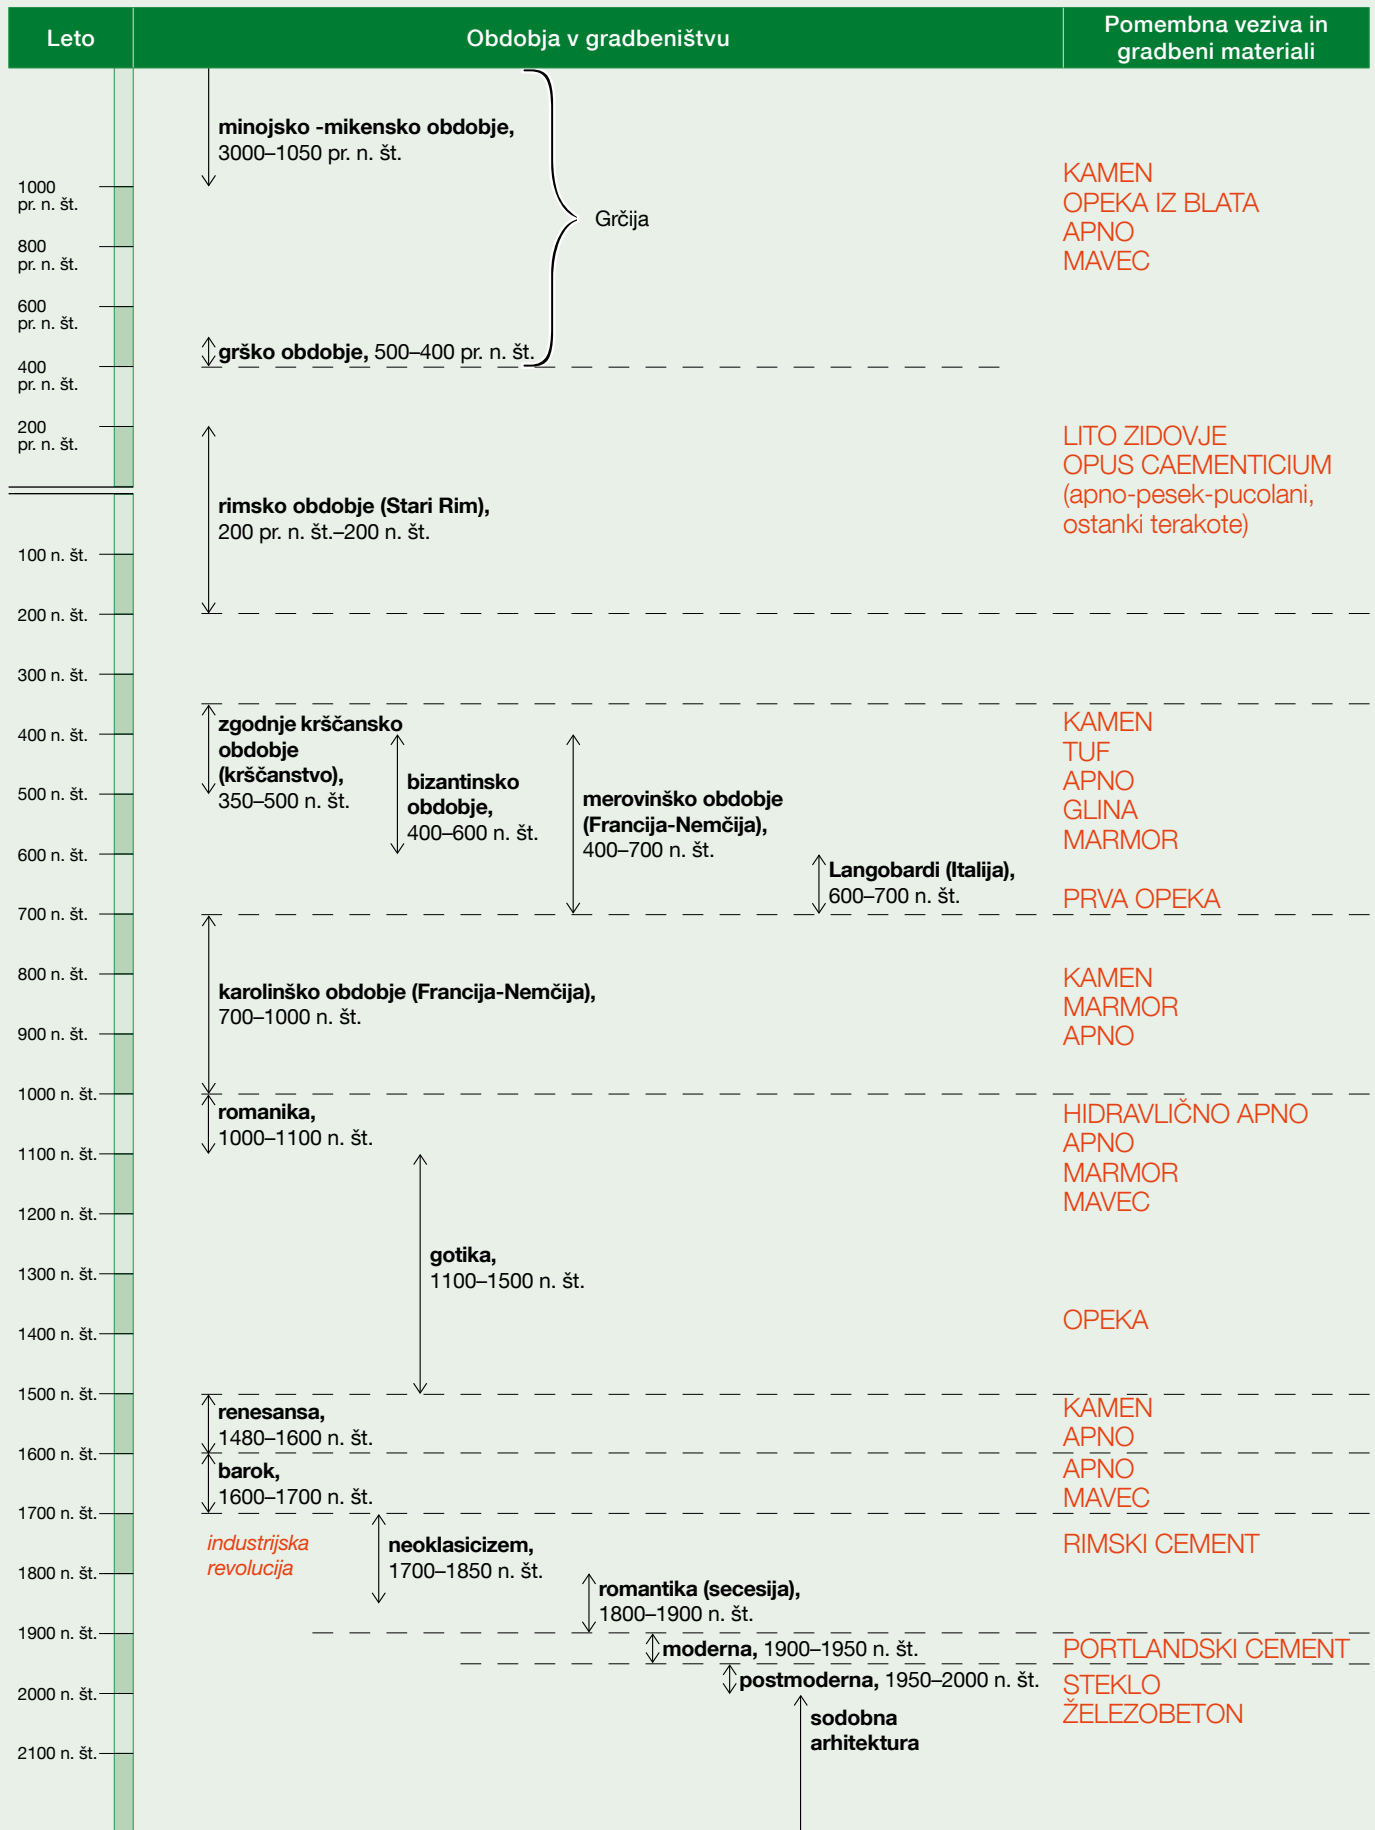 Leto
Obdobja v gradbeništvu
Pomembna veziva in
gradbeni materiali
minojsko -mikensko obdobje,
3000–1050 pr. n. št.
1000
pr. n. št.
800
pr. n. št.
Grčija
KAMEN
OPEKA IZ BLATA
APNO
MAVEC
600
pr. n. št.
grško obdobje, 500–400 pr. n. št.
400
pr. n. št.
200
pr. n. št.
rimsko obdobje (Stari Rim),
200 pr. n. št.–200 n. št.
LITO ZIDOVJE
OPUS CAEMENTICIUM
(apno-pesek-pucolani,
ostanki terakote)
100 n. št.
200 n. št.
300 n. št.
400 n. št.
500 n. št.
600 n. št.
700 n. št.
zgodnje krščansko
obdobje
(krščanstvo),
350–500 n. št.
bizantinsko
obdobje,
400–600 n. št.
merovinško obdobje
(Francija-Nemčija),
400–700 n. št.
Langobardi (Italija),
600–700 n. št.
KAMEN
TUF
APNO
GLINA
MARMOR
PRVA OPEKA
800 n. št.
900 n. št.
1000 n. št.
karolinško obdobje (Francija-Nemčija),
700–1000 n. št.
KAMEN
MARMOR
APNO
romanika,
1000–1100 n. št.
1100 n. št.
1200 n. št.
1300 n. št.
1400 n. št.
1500 n. št.
gotika,
1100–1500 n. št.
HIDRAVLIČNO APNO
APNO
MARMOR
MAVEC
OPEKA
renesansa,
1480–1600 n. št.
KAMEN
APNO
1600 n. št.
barok,
1600–1700 n. št.
APNO
MAVEC
1700 n. št.
industrijska
revolucija
neoklasicizem,
1700–1850 n. št.
RIMSKI CEMENT
1800 n. št.
romantika (secesija),
1800–1900 n. št.
1900 n. št.
moderna, 1900–1950 n. št.
PORTLANDSKI CEMENT
postmoderna, 1950–2000 n. št.
STEKLO
ŽELEZOBETON
2000 n. št.
sodobna
arhitektura
2100 n. št.